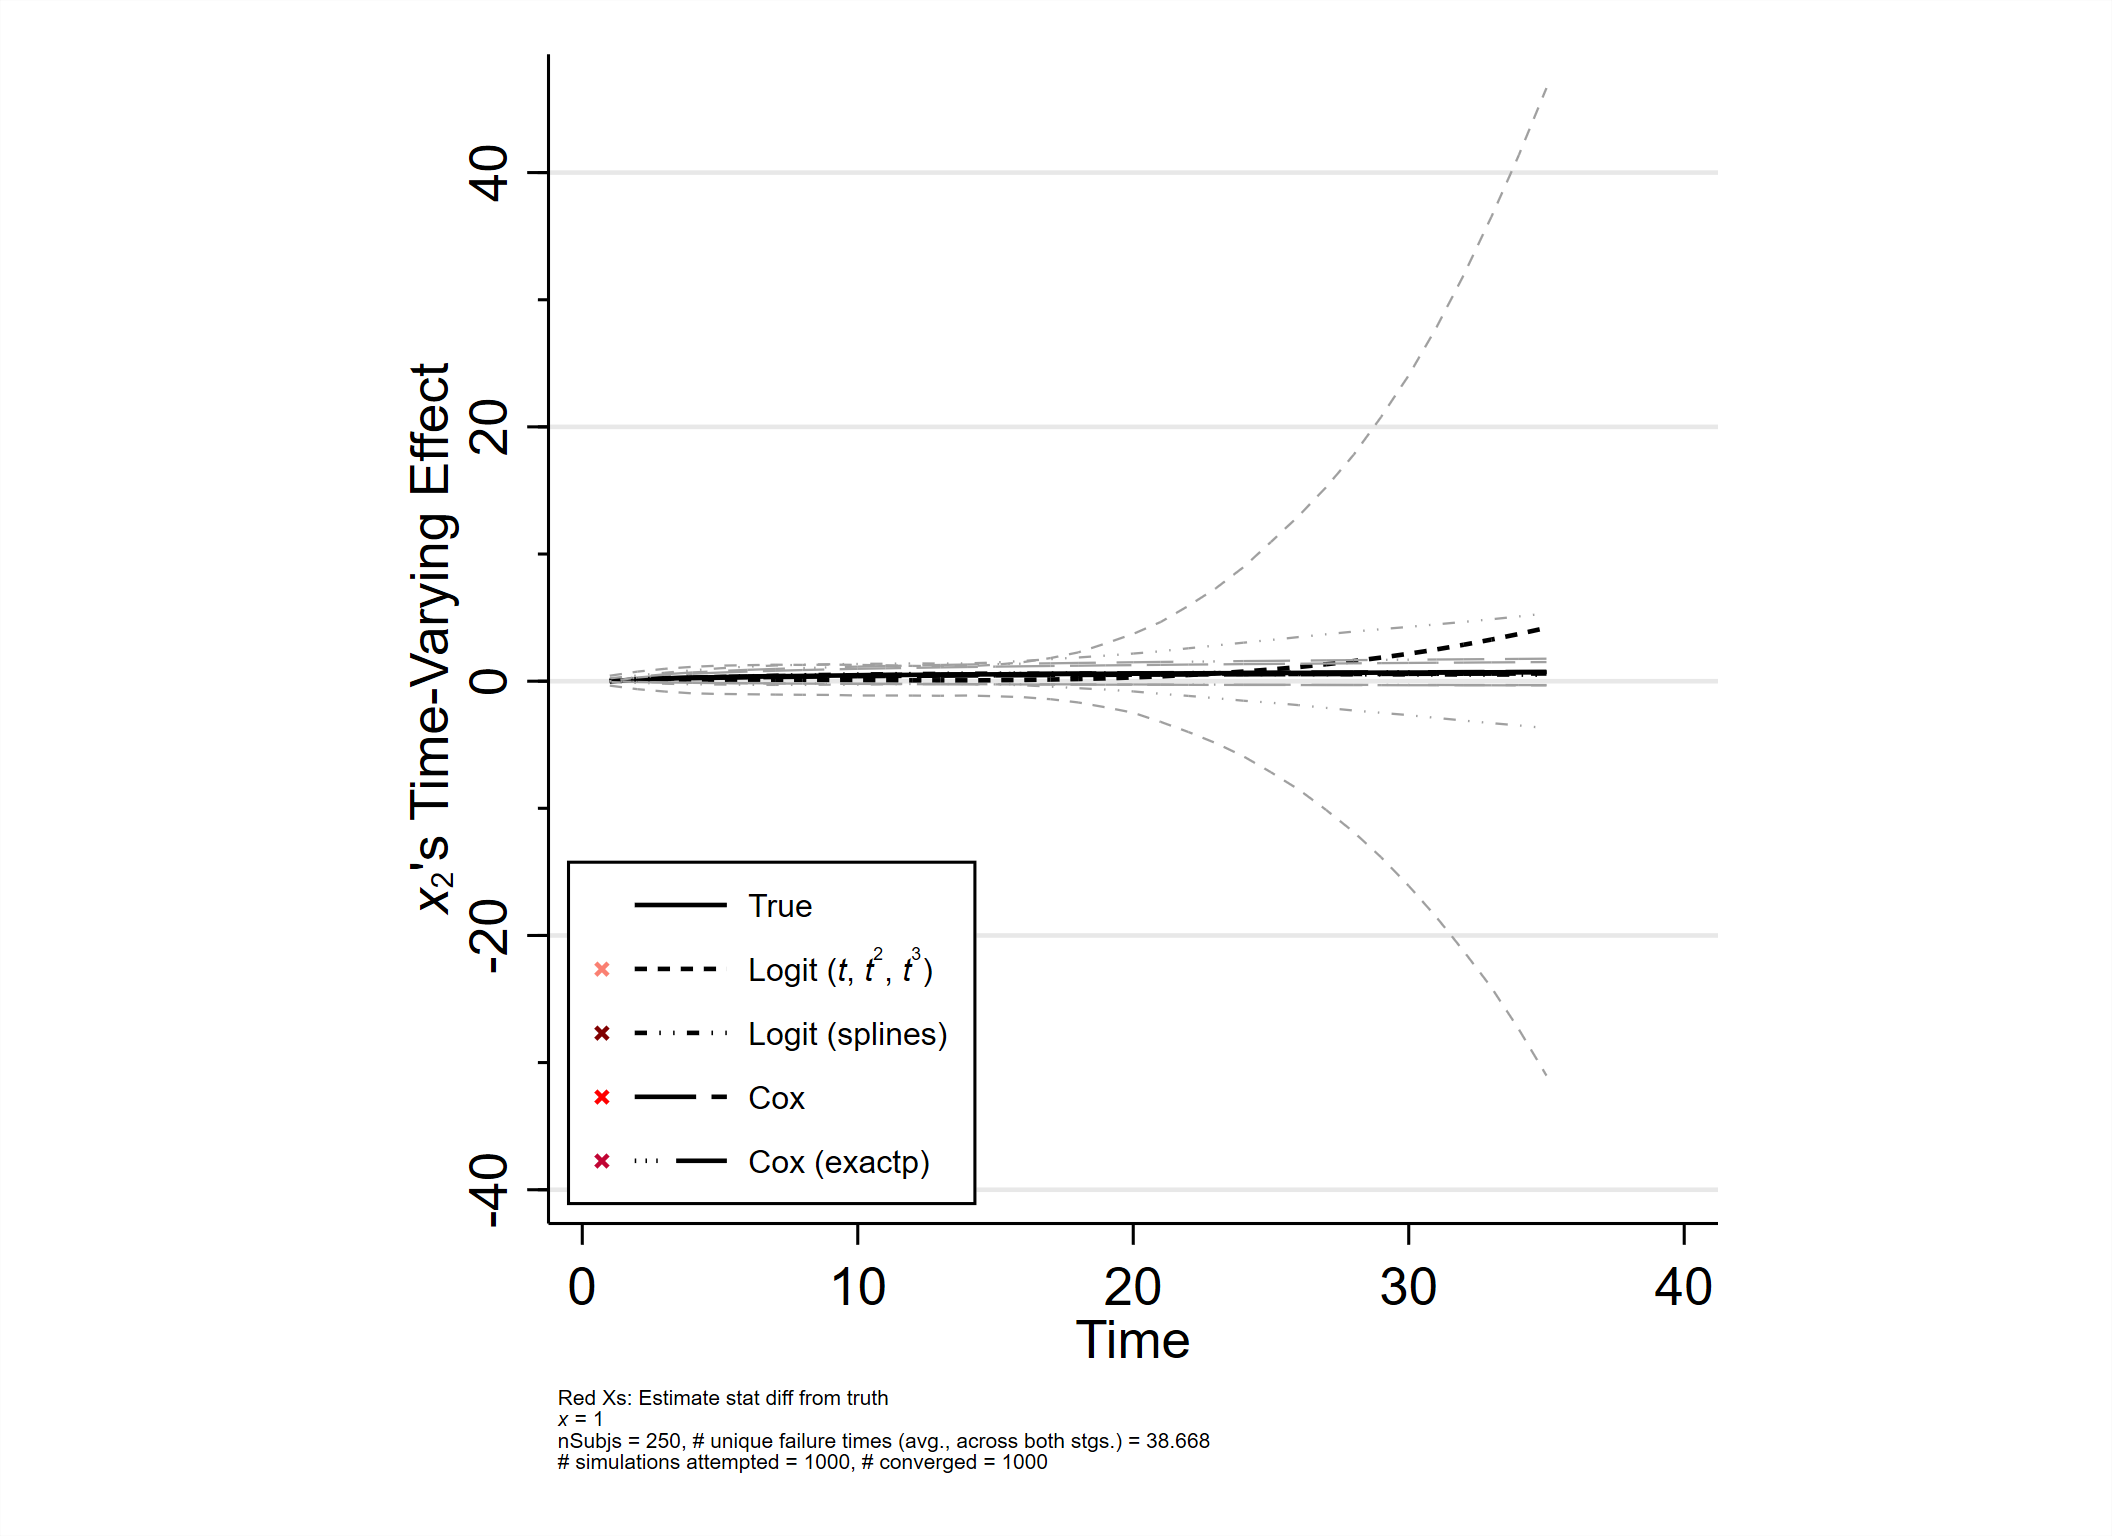 40
20
0
-20
-40
x₂'s Time-Varying Effect
True
Logit (t, t², t³)
Logit (splines)
Cox
Cox (exactp)
0 10 20 30 40
Time
Red Xs: Estimate stat diff from truth
x = 1
nSubjs = 250, # unique failure times (avg., across both stgs.) = 38.668
# simulations attempted = 1000, # converged = 1000